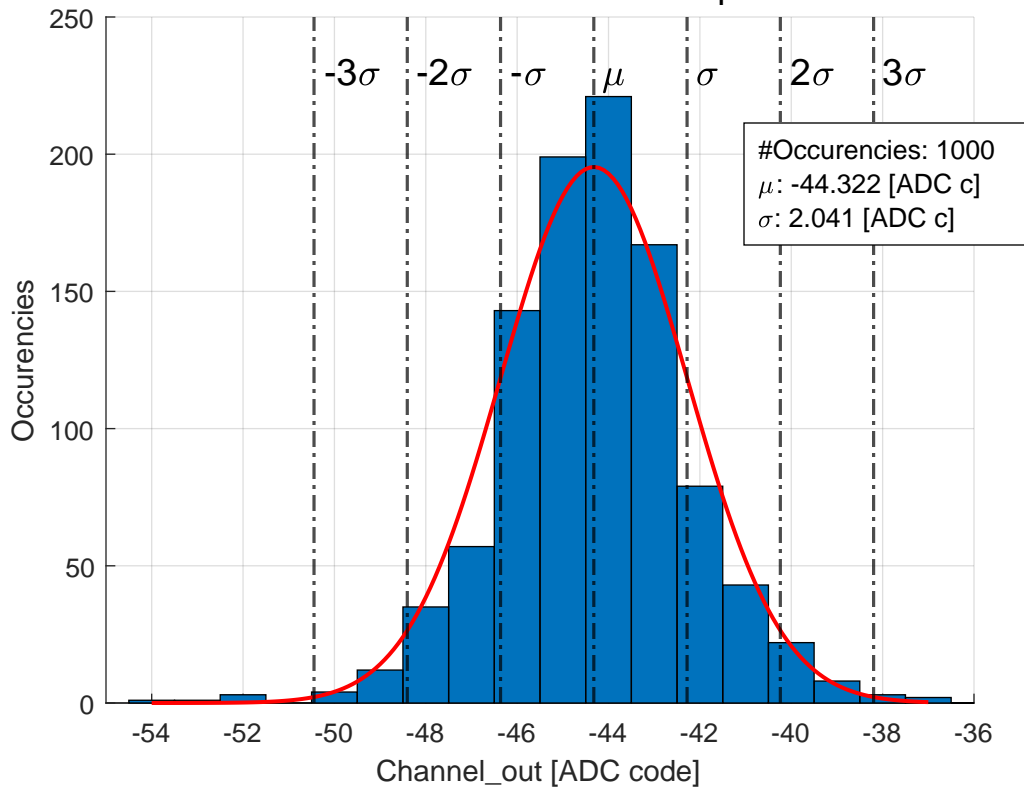 250
200
150
100
50
0
Occurencies
-3σ
-2σ
-σ
μ
σ
2σ
3σ
#Occurencies: 1000
μ: -44.322 [ADC c]
σ: 2.041 [ADC c]
-54
-52
-50
-48
-46
-44
-42
-40
-38
-36
Channel_out [ADC code]